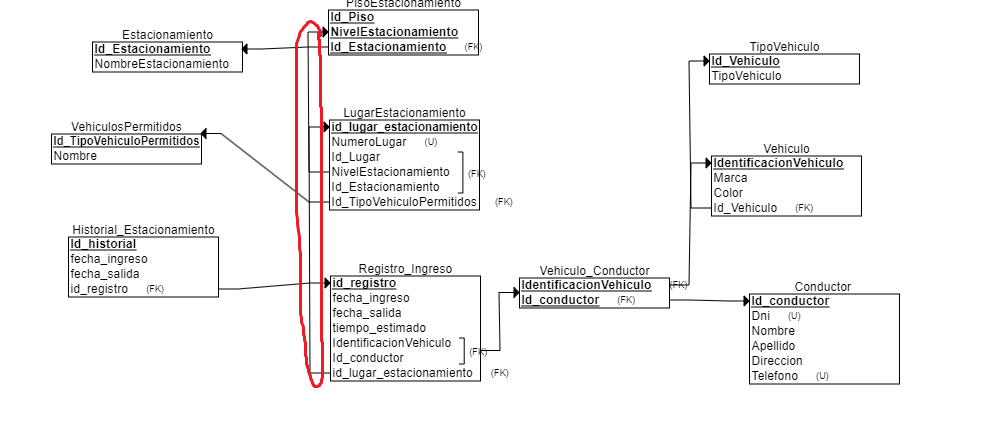 PisoEstacionamiento
Id_Piso
NivelEstacionamiento
Id_Estacionamiento (FK)
Estacionamiento
Id_Estacionamiento
NombreEstacionamiento
TipoVehiculo
Id_Vehiculo
TipoVehiculo
LugarEstacionamiento
id_lugar_estacionamiento
NumeroLugar (U)
Id_Lugar
NivelEstacionamiento (FK)
Id_Estacionamiento
Id_TipoVehiculoPermitidos (FK)
VehiculosPermitidos
Id_TipoVehiculoPermitidos
Nombre
Vehiculo
IdentificacionVehiculo
Marca
Color
Id_Vehiculo (FK)
Historial_Estacionamiento
Id_historial
fecha_ingreso
fecha_salida
id_registro (FK)
Registro_Ingreso
id_registro
fecha_ingreso
fecha_salida
tiempo_estimado
IdentificacionVehiculo
Id_conductor (FK)
id_lugar_estacionamiento (FK)
Vehiculo_Conductor
IdentificacionVehiculo (FK)
Id_conductor (FK)
Conductor
Id_conductor
Dni (U)
Nombre
Apellido
Direccion
Telefono (U)